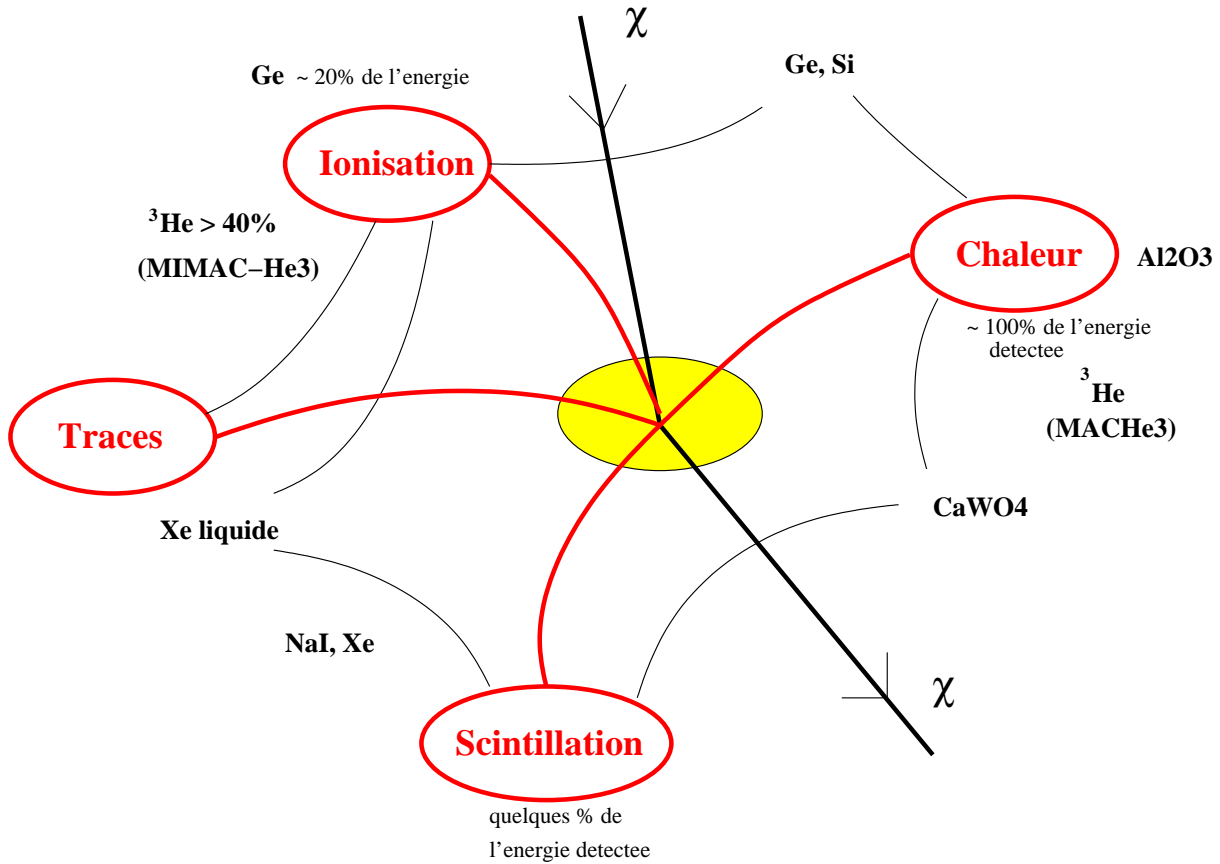 χ
Ge, Si
Ge ~ 20% de l'energie
Ionisation
³He > 40%
(MIMAC−He3)
Chaleur
Al2O3
~ 100% de l'energie
detectee
³He
(MACHe3)
Traces
Xe liquide
CaWO4
NaI, Xe
χ
Scintillation
quelques % de
l'energie detectee